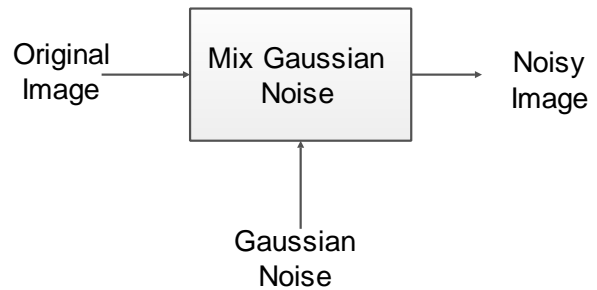 Original
Image
Mix Gaussian
Noise
Noisy
Image
Gaussian
Noise